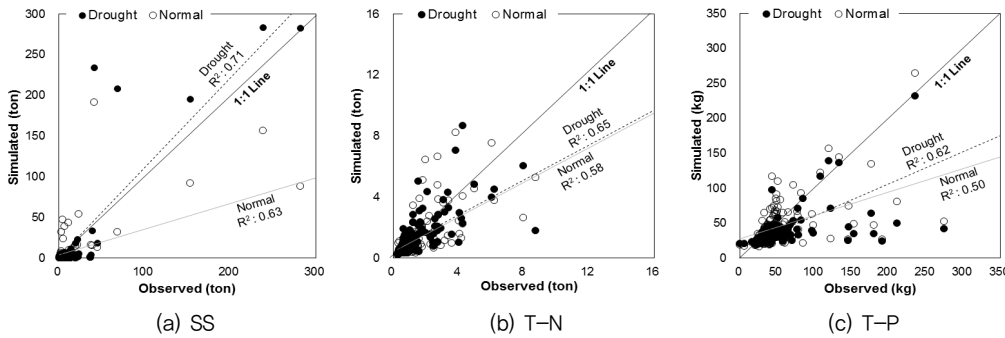 Drought Normal
300
250
200
150
100
50
0
0 100 200 300
Simulated (ton)
Observed (ton)
Drought
R²: 0.71
1:1 Line
Normal
R²: 0.63
(a) SS
Drought Normal
16
12
8
4
0
0 4 8 12 16
Simulated (ton)
Observed (ton)
1:1 Line
Drought
R²: 0.65
Normal
R²: 0.58
(b) T-N
Drought Normal
350
300
250
200
150
100
50
0
0 50 100 150 200 250 300 350
Simulated (kg)
Observed (kg)
1:1 Line
Drought
R²: 0.62
Normal
R²: 0.50
(c) T-P